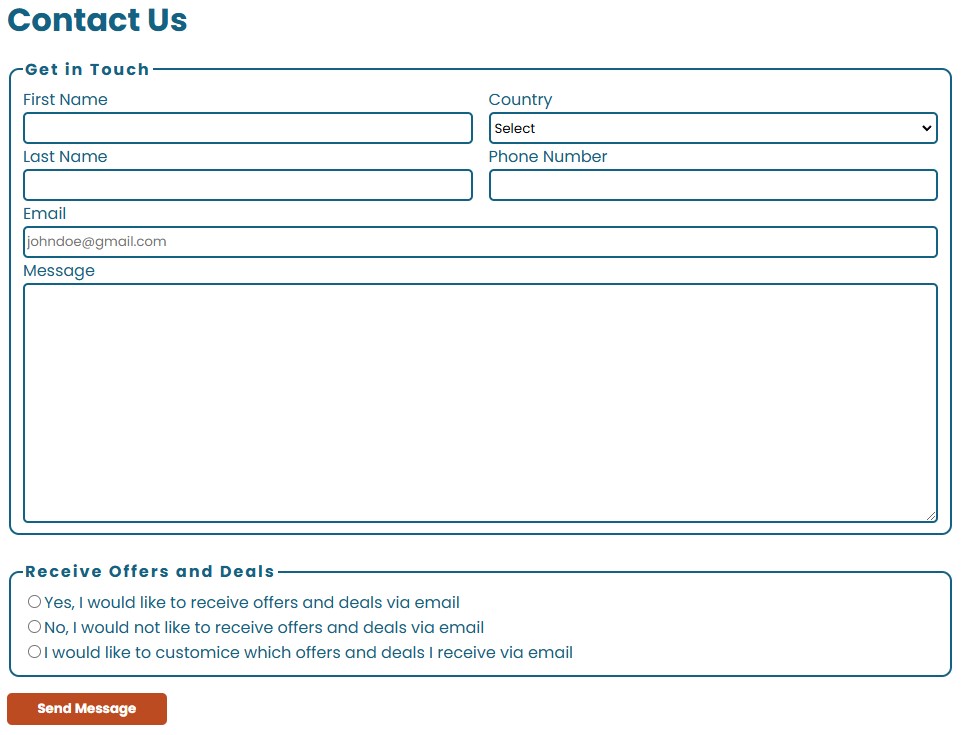 Contact Us
Get in Touch
First Name
Country
Select
Last Name
Phone Number
Email
johndoe@gmail.com
Message
Receive Offers and Deals
Yes, I would like to receive offers and deals via email
No, I would not like to receive offers and deals via email
I would like to customice which offers and deals I receive via email
Send Message